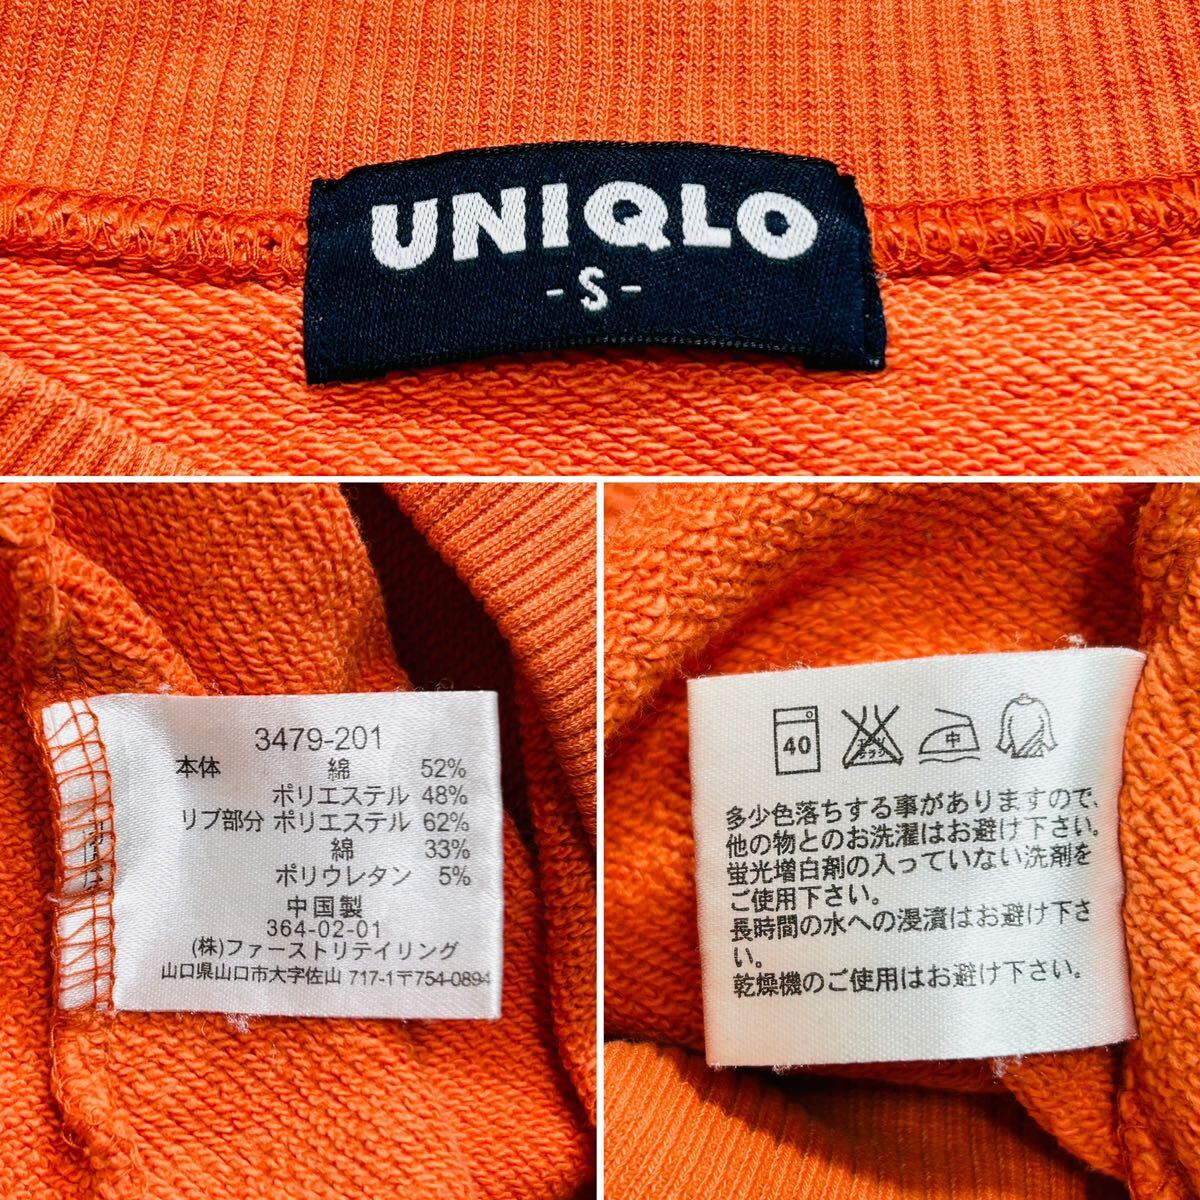 UNIQLO
-S-
3479-201
本体 綿 52%
ポリエステル 48%
リブ部分 ポリエステル 62%
綿 33%
ポリウレタン 5%
中国製
364-02-01
(株)ファーストリテイリング
山口県山口市大字佐山 717-1〒754-0894
40 エンソ サラシ 中
多少色落ちする事がありますので、
他の物とのお洗濯はお避け下さい。
蛍光増白剤の入っていない洗剤を
ご使用下さい。
長時間の水への浸漬はお避け下さ
い。
乾燥機のご使用はお避け下さい。